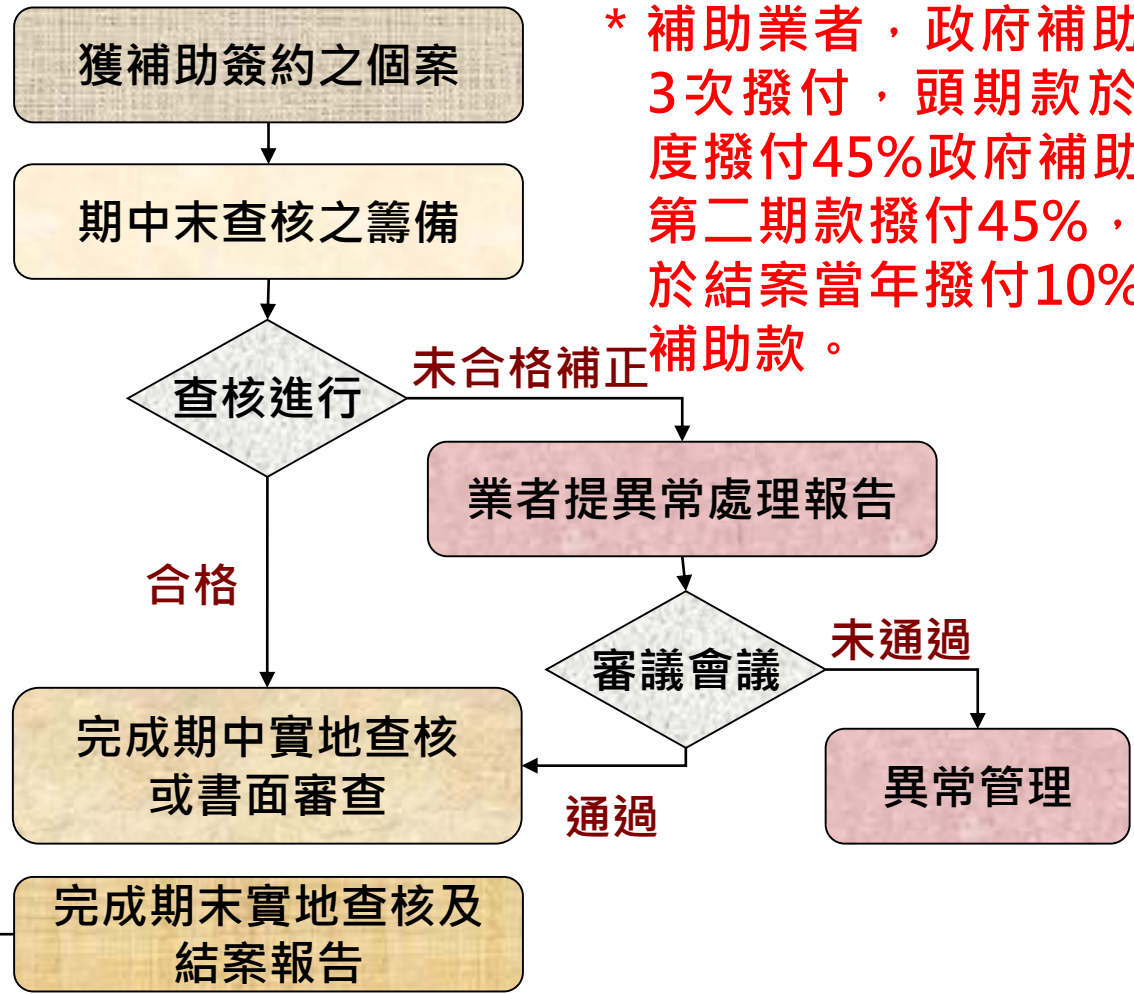 獲補助簽約之個案
* 補助業者，政府補助
3次撥付，頭期款於
度撥付45%政府補助
第二期款撥付45%，
於結案當年撥付10%
補助款。
期中末查核之籌備
查核進行
未合格補正
業者提異常處理報告
合格
審議會議
未通過
完成期中實地查核
或書面審查
通過
異常管理
完成期末實地查核及
結案報告